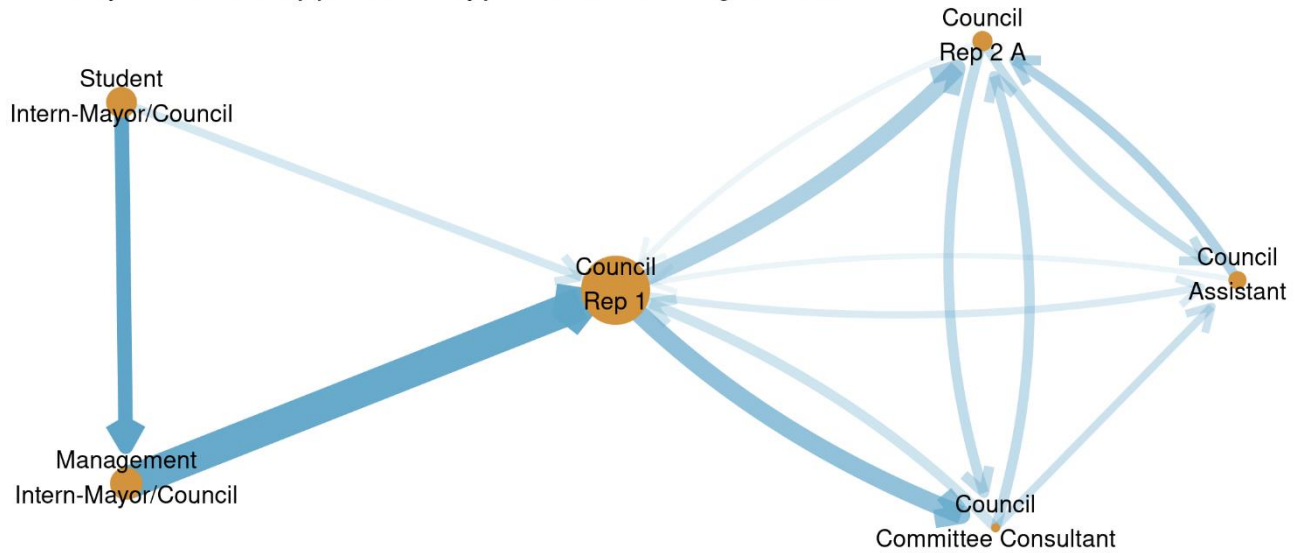 Council
Rep 2 A
Student
Intern-Mayor/Council
Council
Rep 1
Council
Assistant
Management
Intern-Mayor/Council
Council
Committee Consultant